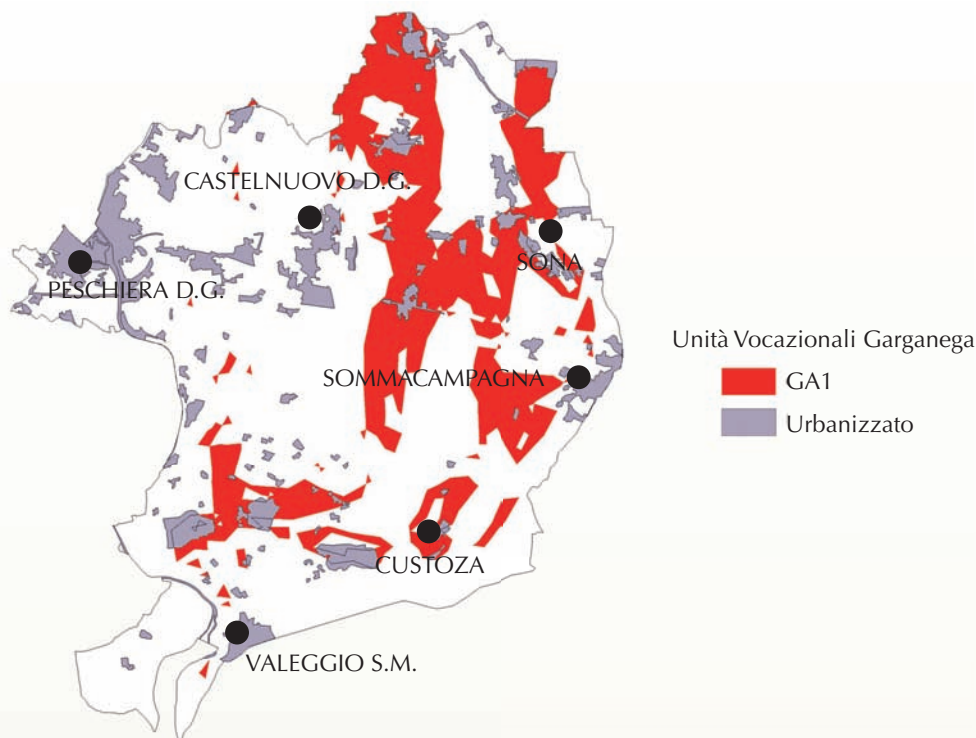 CASTELNUOVO D.G.
SONA
PESCHIERA D.G.
Unità Vocazionali Garganega
SOMMACAMPAGNA
GA1
Urbanizzato
CUSTOZA
VALEGGIO S.M.